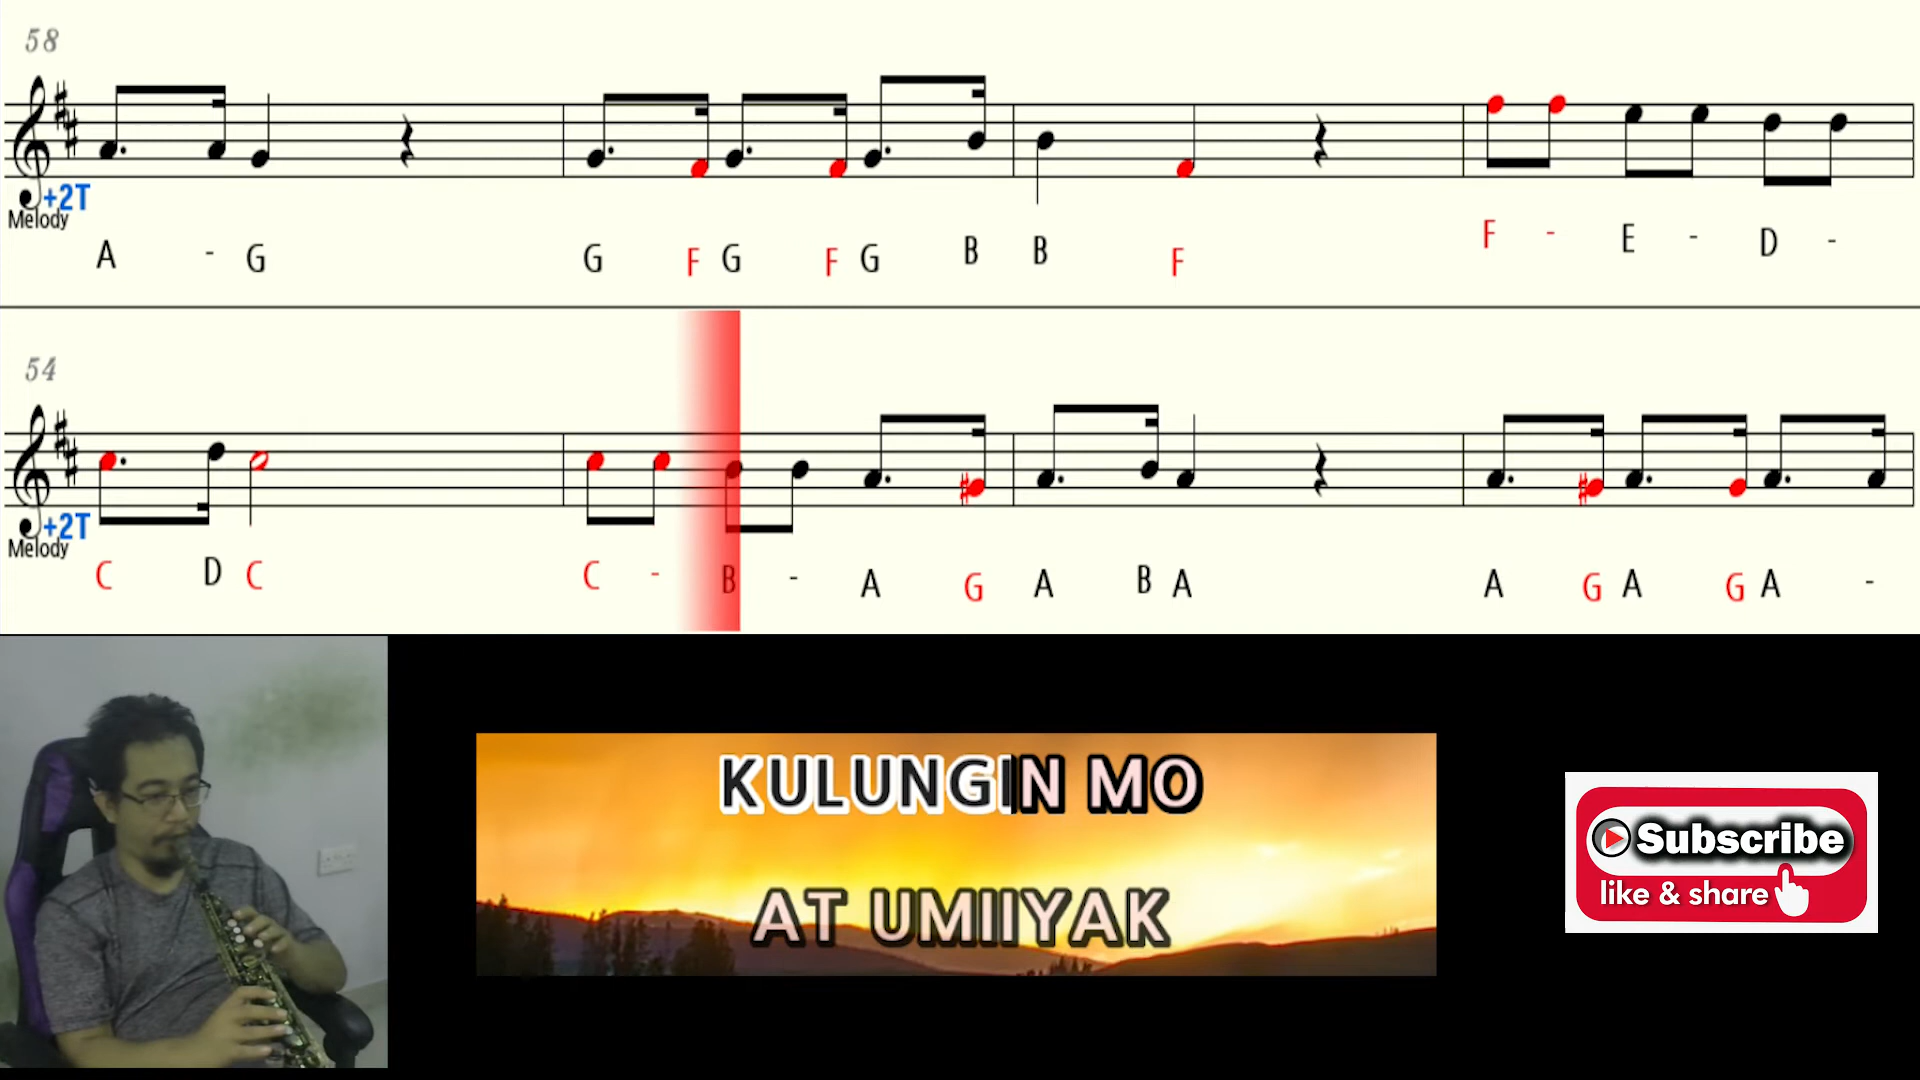 58
+2T
Melody
A - G G F G F G B B F F - E - D -
54
+2T
Melody
C D C C - B - A G A B A A G A G A -
KULUNGIN MO
AT UMIIYAK
Subscribe
like & share